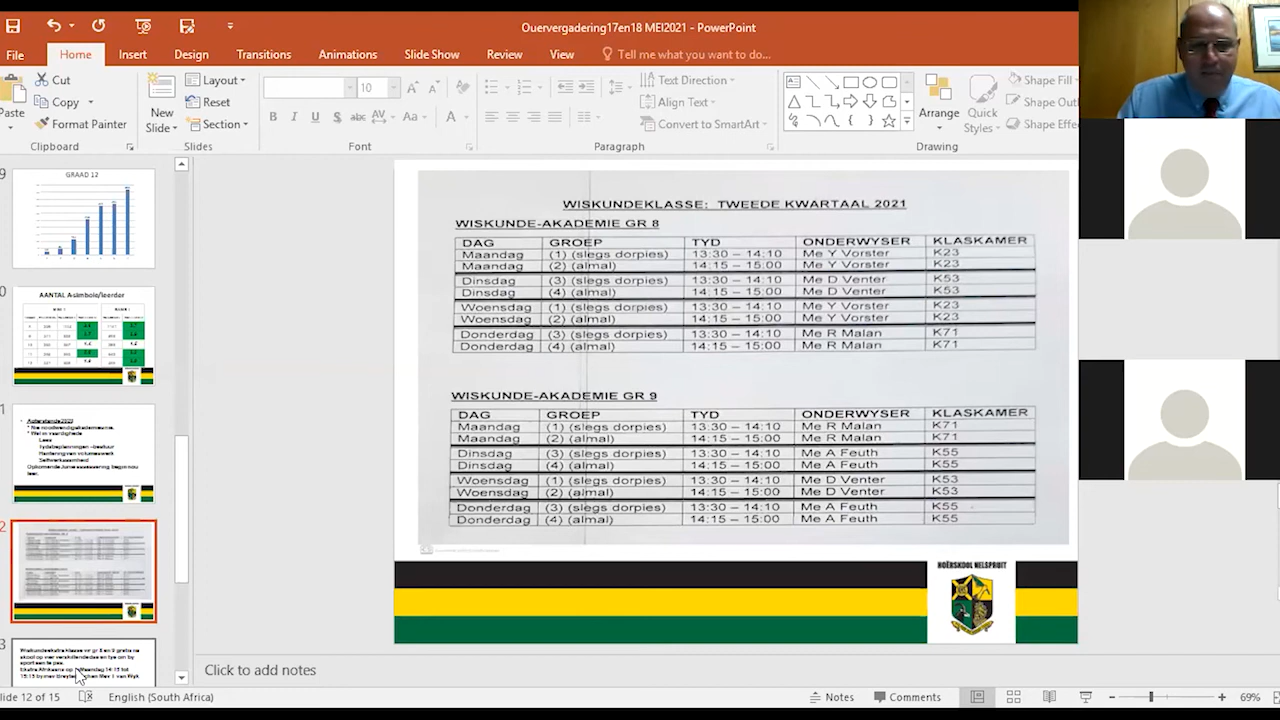 Ouervergadering17en18 MEI2021 - PowerPoint
File Home Insert Design Transitions Animations Slide Show Review View Tell me what you want to do...
Cut Layout Text Direction Shape Fill
Paste Copy New Slide Reset 10 Align Text Arrange Quick Styles
Format Painter Section Convert to SmartArt
Clipboard Slides Font Paragraph Drawing
9
GRAAD 12
0
AANTAL A-simbole/leerder
1
2
3
WISKUNDEKLASSE: TWEEDE KWARTAAL 2021
WISKUNDE-AKADEMIE GR 8
DAG GROEP TYD ONDERWYSER KLASKAMER
Maandag (1) (slegs dorpies) 13:30 – 14:10 Me Y Vorster K23
Maandag (2) (almal) 14:15 – 15:00 Me Y Vorster K23
Dinsdag (3) (slegs dorpies) 13:30 – 14:10 Me D Venter K53
Dinsdag (4) (almal) 14:15 – 15:00 Me D Venter K53
Woensdag (1) (slegs dorpies) 13:30 – 14:10 Me Y Vorster K23
Woensdag (2) (almal) 14:15 – 15:00 Me Y Vorster K23
Donderdag (3) (slegs dorpies) 13:30 – 14:10 Me R Malan K71
Donderdag (4) (almal) 14:15 – 15:00 Me R Malan K71
WISKUNDE-AKADEMIE GR 9
DAG GROEP TYD ONDERWYSER KLASKAMER
Maandag (1) (slegs dorpies) 13:30 – 14:10 Me R Malan K71
Maandag (2) (almal) 14:15 – 15:00 Me R Malan K71
Dinsdag (3) (slegs dorpies) 13:30 – 14:10 Me A Feuth K55
Dinsdag (4) (almal) 14:15 – 15:00 Me A Feuth K55
Woensdag (1) (slegs dorpies) 13:30 – 14:10 Me D Venter K53
Woensdag (2) (almal) 14:15 – 15:00 Me D Venter K53
Donderdag (3) (slegs dorpies) 13:30 – 14:10 Me A Feuth K55
Donderdag (4) (almal) 14:15 – 15:00 Me A Feuth K55
HOËRSKOOL NELSPRUIT
Click to add notes
lide 12 of 15 English (South Africa) Notes Comments 69%